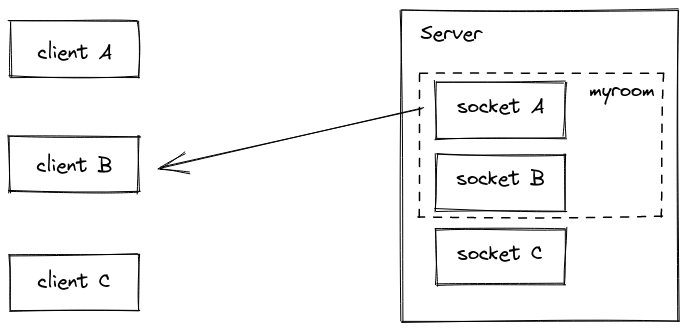 client A
client B
client C
Server
myroom
socket A
socket B
socket C